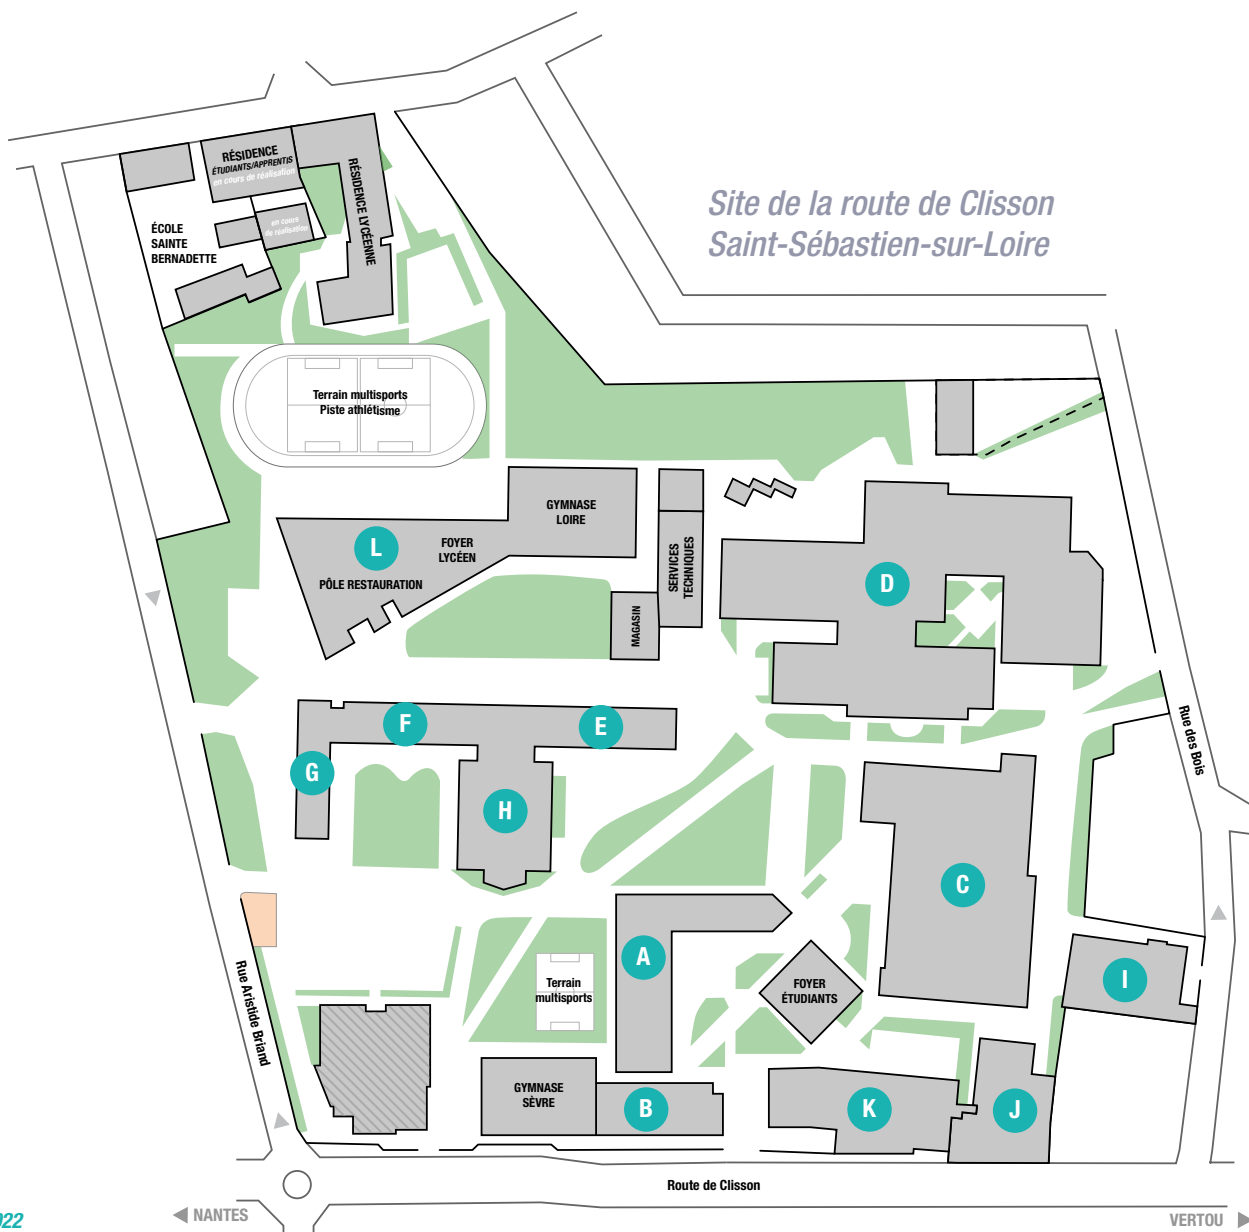 Site de la route de Clisson
Saint-Sébastien-sur-Loire
RÉSIDENCE
ÉTUDIANTS/APPRENTIS
en cours de réalisation
RÉSIDENCE LYCÉENNE
en cours
de réalisation
ÉCOLE
SAINTE
BERNADETTE
Terrain multisports
Piste athlétisme
GYMNASE
LOIRE
L
FOYER
LYCÉEN
PÔLE RESTAURATION
SERVICES
TECHNIQUES
MAGASIN
D
F
E
G
H
Rue des Bois
C
A
I
FOYER
ÉTUDIANTS
Terrain
multisports
Rue Aristide Briand
GYMNASE
SÈVRE
B
K
J
Route de Clisson
NANTES
VERTOU
022